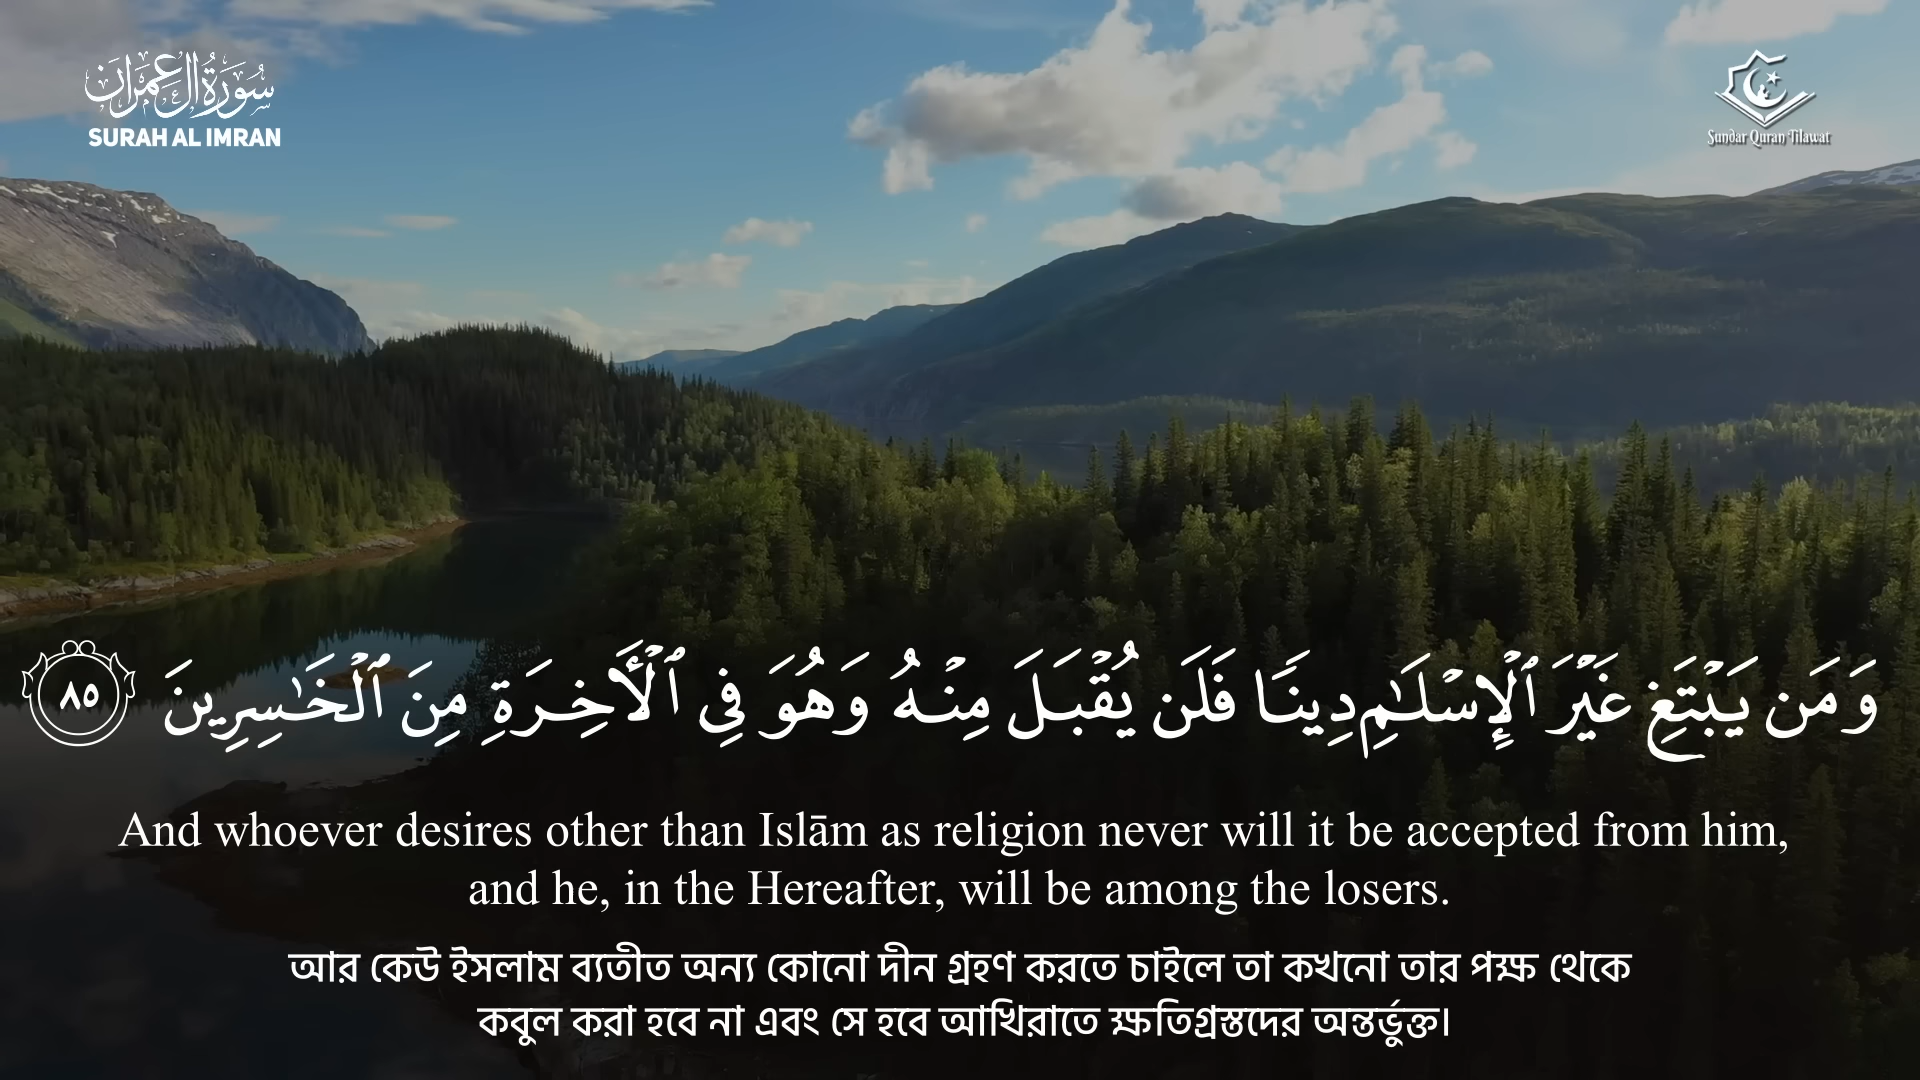 سُورَةُ آلِ عِمْرَان
SURAH AL IMRAN
Sundar Quran Tilawat
وَمَن يَبْتَغِ غَيْرَ ٱلْإِسْلَـٰمِ دِينًا فَلَن يُقْبَلَ مِنْهُ وَهُوَ فِى ٱلْـَٔاخِرَةِ مِنَ ٱلْخَـٰسِرِينَ ٨٥
And whoever desires other than Islām as religion never will it be accepted from him,
and he, in the Hereafter, will be among the losers.
আর কেউ ইসলাম ব্যতীত অন্য কোনো দীন গ্রহণ করতে চাইলে তা কখনো তার পক্ষ থেকে
কবুল করা হবে না এবং সে হবে আখিরাতে ক্ষতিগ্রস্তদের অন্তর্ভুক্ত।